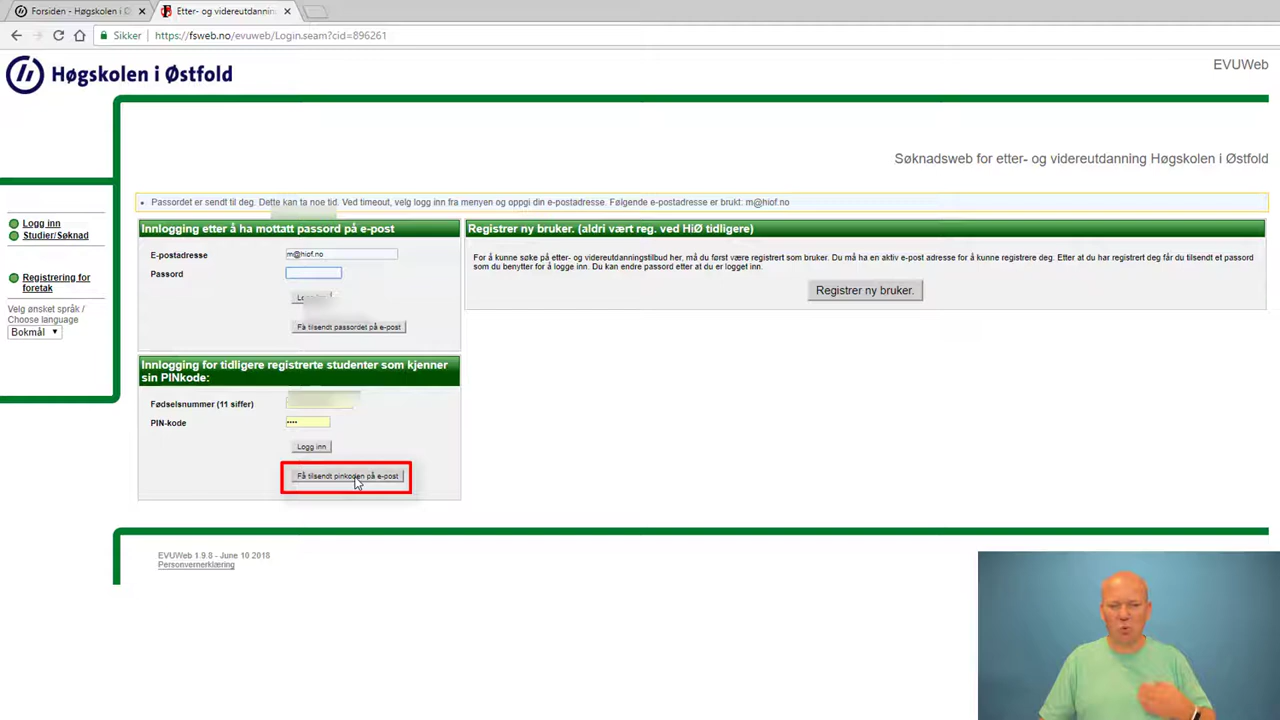 Forsiden - Høgskolen i Ø
Etter- og videreutdannin
Sikker
https://fsweb.no/evuweb/Login.seam?cid=896261
Høgskolen i Østfold
EVUWeb
Søknadsweb for etter- og videreutdanning Høgskolen i Østfold
Logg inn
Studier/Søknad
Registrering for
foretak
Velg ønsket språk /
Choose language
Bokmål
Passordet er sendt til deg. Dette kan ta noe tid. Ved timeout, velg logg inn fra menyen og oppgi din e-postadresse. Følgende e-postadresse er brukt: m@hiof.no
Innlogging etter å ha mottatt passord på e-post
E-postadresse m@hiof.no
Passord
Få tilsendt passordet på e-post
Innlogging for tidligere registrerte studenter som kjenner
sin PINkode:
Fødselsnummer (11 siffer)
PIN-kode ····
Logg inn
Få tilsendt pinkoden på e-post
Registrer ny bruker. (aldri vært reg. ved HiØ tidligere)
For å kunne søke på etter- og videreutdanningstilbud her, må du først være registrert som bruker. Du må ha en aktiv e-post adresse for å kunne registrere deg. Etter at du har registrert deg får du tilsendt et passord
som du benytter for å logge inn. Du kan endre passord etter at du er logget inn.
Registrer ny bruker.
EVUWeb 1.9.8 - June 10 2018
Personvernerklæring